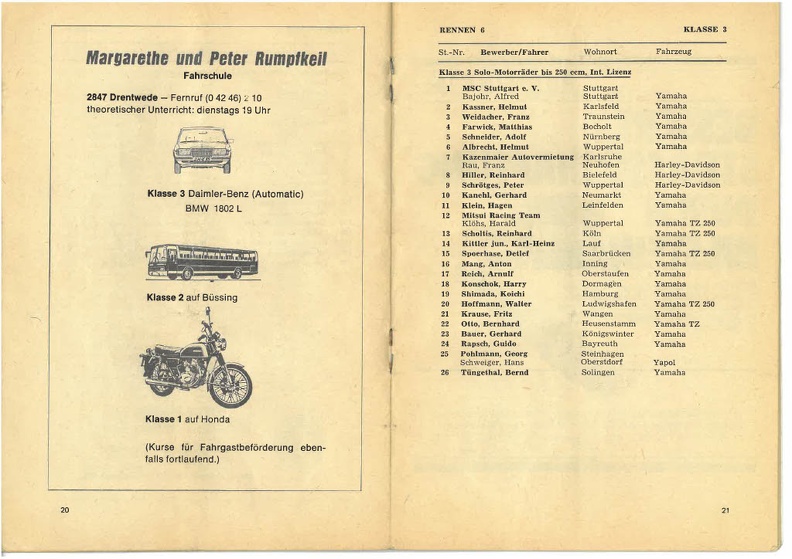 Margarethe und Peter Rumpfkeil
Fahrschule
2847 Drentwede — Fernruf (0 42 46) 2 10
theoretischer Unterricht: dienstags 19 Uhr
Klasse 3 Daimler-Benz (Automatic)
BMW 1802 L
Klasse 2 auf Büssing
Klasse 1 auf Honda
(Kurse für Fahrgastbeförderung eben-
falls fortlaufend.)
20
RENNEN 6 KLASSE 3
St.-Nr. Bewerber/Fahrer Wohnort Fahrzeug
Klasse 3 Solo-Motorräder bis 250 ccm, Int. Lizenz
1 MSC Stuttgart e. V. Stuttgart
Bajohr, Alfred Stuttgart Yamaha
2 Kassner, Helmut Karlsfeld Yamaha
3 Weidacher, Franz Traunstein Yamaha
4 Farwick, Matthias Bocholt Yamaha
5 Schneider, Adolf Nürnberg Yamaha
6 Albrecht, Helmut Wuppertal Yamaha
7 Kazenmaier Autovermietung Karlsruhe
Rau, Franz Neuhofen Harley-Davidson
8 Hiller, Reinhard Bielefeld Harley-Davidson
9 Schrötges, Peter Wuppertal Harley-Davidson
10 Kanehl, Gerhard Neumarkt Yamaha
11 Klein, Hagen Leinfelden Yamaha
12 Mitsui Racing Team
Klöhs, Harald Wuppertal Yamaha TZ 250
13 Scholtis, Reinhard Köln Yamaha TZ 250
14 Kittler jun., Karl-Heinz Lauf Yamaha
15 Spoerhase, Detlef Saarbrücken Yamaha TZ 250
16 Mang, Anton Inning Yamaha
17 Reich, Arnulf Oberstaufen Yamaha
18 Konschok, Harry Dormagen Yamaha
19 Shimada, Koichi Hamburg Yamaha
20 Hoffmann, Walter Ludwigshafen Yamaha TZ 250
21 Krause, Fritz Wangen Yamaha
22 Otto, Bernhard Heusenstamm Yamaha TZ
23 Bauer, Gerhard Königswinter Yamaha
24 Rapsch, Guido Bayreuth Yamaha
25 Pohlmann, Georg Steinhagen
Schweiger, Hans Oberstdorf Yapol
26 Tüngethal, Bernd Solingen Yamaha
21